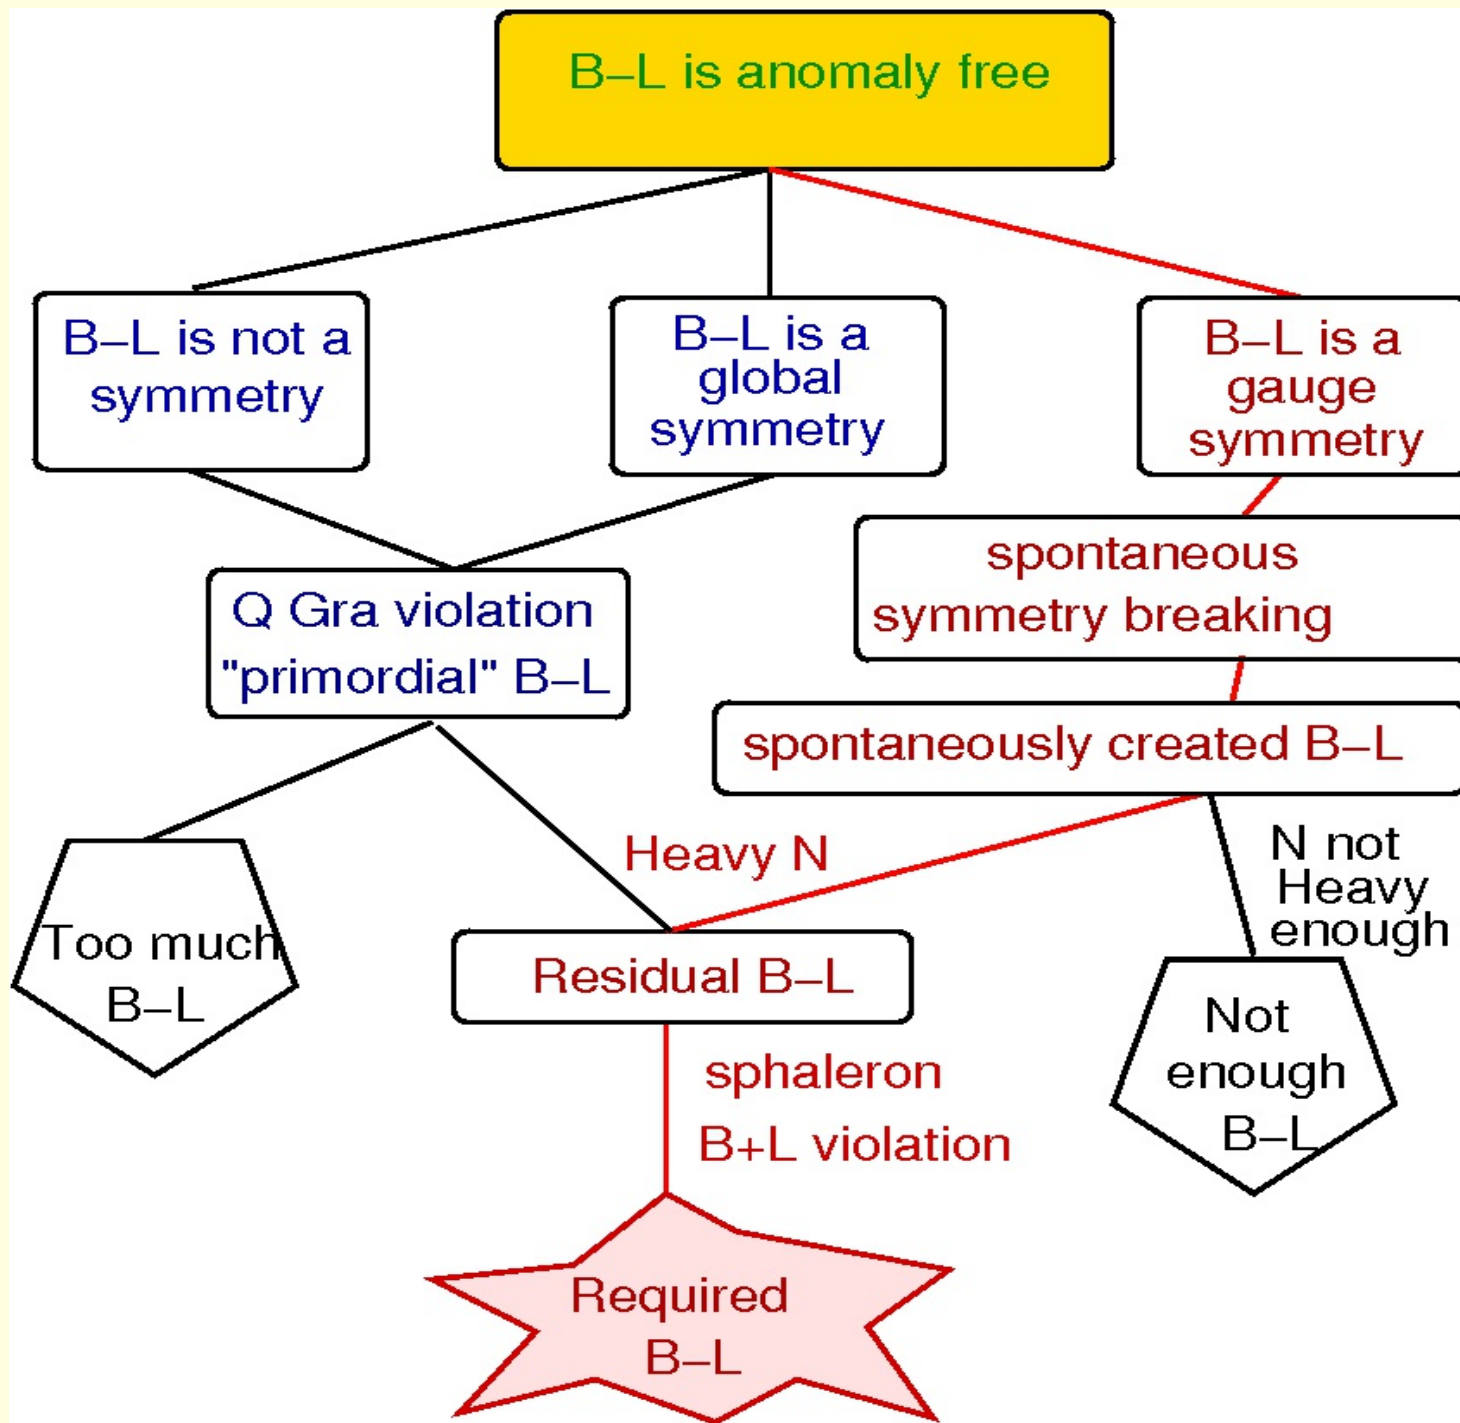 B–L is anomaly free
B–L is not a
symmetry
B–L is a
global
symmetry
B–L is a
gauge
symmetry
spontaneous
symmetry breaking
Q Gra violation
"primordial" B–L
spontaneously created B–L
Heavy N
N not
Heavy
enough
Too much
B–L
Residual B–L
Not
enough
B–L
sphaleron
B+L violation
Required
B–L